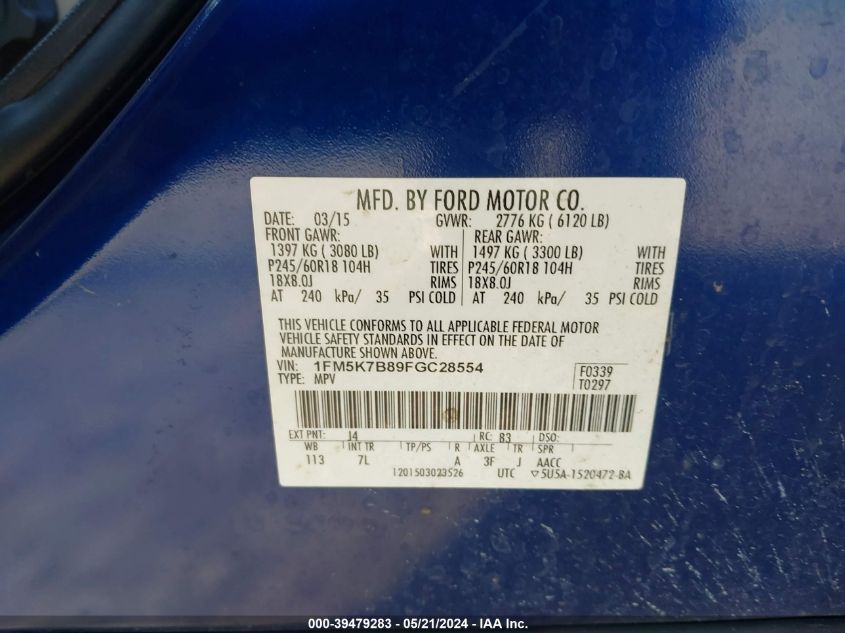 MFD. BY FORD MOTOR CO.
DATE: 03/15 GVWR: 2776 KG ( 6120 LB)
FRONT GAWR: REAR GAWR:
1397 KG ( 3080 LB) WITH 1497 KG ( 3300 LB) WITH
P245/60R18 104H TIRES P245/60R18 104H TIRES
18X8.0J RIMS 18X8.0J RIMS
AT 240 kPa/ 35 PSI COLD AT 240 kPa/ 35 PSI COLD
THIS VEHICLE CONFORMS TO ALL APPLICABLE FEDERAL MOTOR
VEHICLE SAFETY STANDARDS IN EFFECT ON THE DATE OF
MANUFACTURE SHOWN ABOVE.
VIN: 1FM5K7B89FGC28554 F0339
TYPE: MPV T0297
EXT PNT: J4 RC: 83 DSO:
WB INT TR TP/PS R AXLE TR SPR
113 7L A 3F J AACC
1201503023526 UTC ▽5U5A-1520472-BA
000-39479283 - 05/21/2024 - IAA Inc.